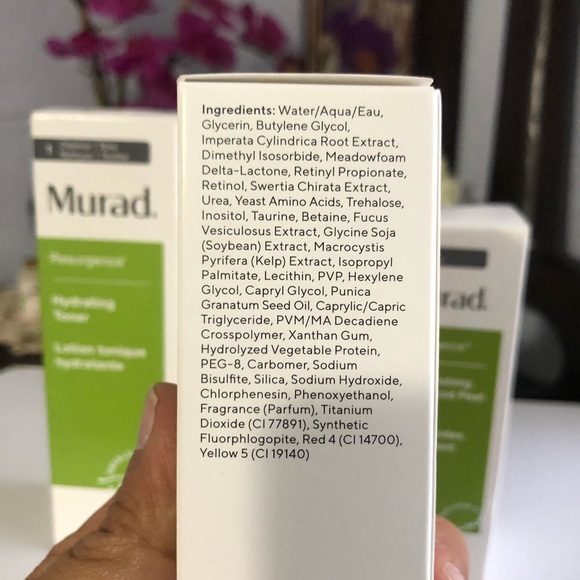 Ingredients: Water/Aqua/Eau,
Glycerin, Butylene Glycol,
Imperata Cylindrica Root Extract,
Dimethyl Isosorbide, Meadowfoam
Delta-Lactone, Retinyl Propionate,
Retinol, Swertia Chirata Extract,
Urea, Yeast Amino Acids, Trehalose,
Inositol, Taurine, Betaine, Fucus
Vesiculosus Extract, Glycine Soja
(Soybean) Extract, Macrocystis
Pyrifera (Kelp) Extract, Isopropyl
Palmitate, Lecithin, PVP, Hexylene
Glycol, Capryl Glycol, Punica
Granatum Seed Oil, Caprylic/Capric
Triglyceride, PVM/MA Decadiene
Crosspolymer, Xanthan Gum,
Hydrolyzed Vegetable Protein,
PEG-8, Carbomer, Sodium
Bisulfite, Silica, Sodium Hydroxide,
Chlorphenesin, Phenoxyethanol,
Fragrance (Parfum), Titanium
Dioxide (CI 77891), Synthetic
Fluorphlogopite, Red 4 (CI 14700),
Yellow 5 (CI 19140)
Murad.
Resurgence
Hydrating
Toner
Lotion tonique
hydratante
rad.